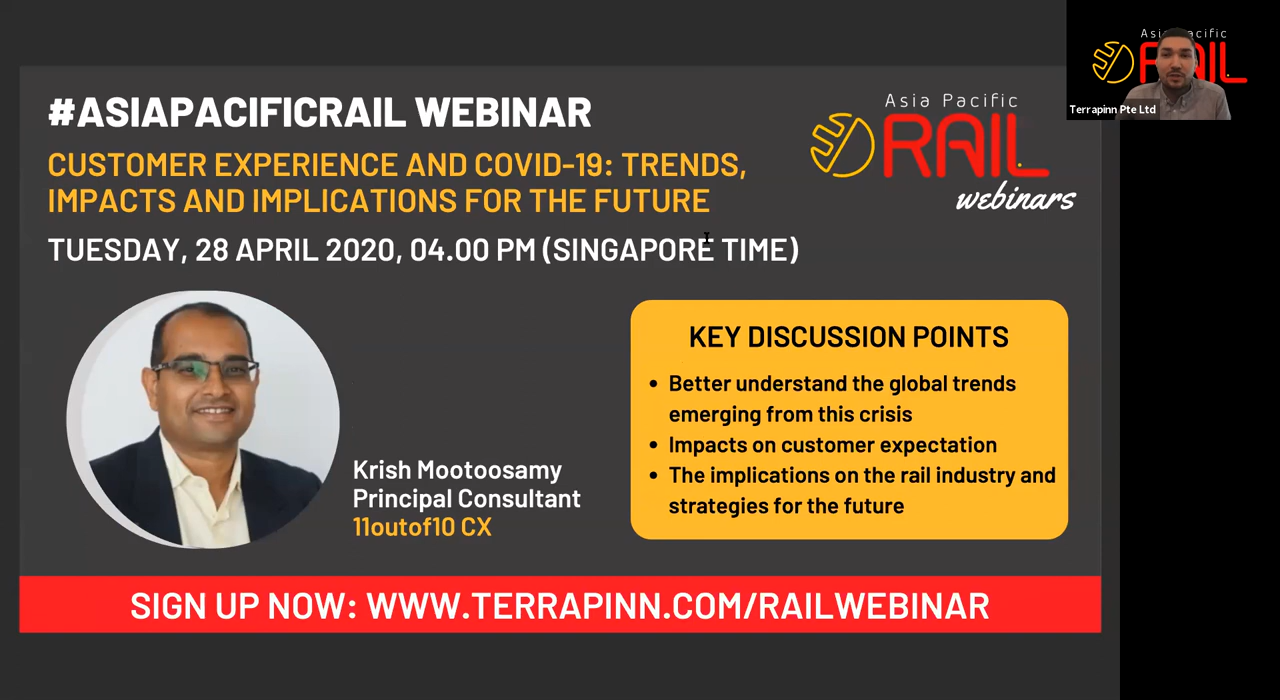 #ASIAPACIFICRAIL WEBINAR
CUSTOMER EXPERIENCE AND COVID-19: TRENDS,
IMPACTS AND IMPLICATIONS FOR THE FUTURE
TUESDAY, 28 APRIL 2020, 04.00 PM (SINGAPORE TIME)
Asia Pacific
RAIL
webinars
Krish Mootoosamy
Principal Consultant
11outof10 CX
KEY DISCUSSION POINTS
• Better understand the global trends
emerging from this crisis
• Impacts on customer expectation
• The implications on the rail industry and
strategies for the future
SIGN UP NOW: WWW.TERRAPINN.COM/RAILWEBINAR
Terrapinn Pte Ltd